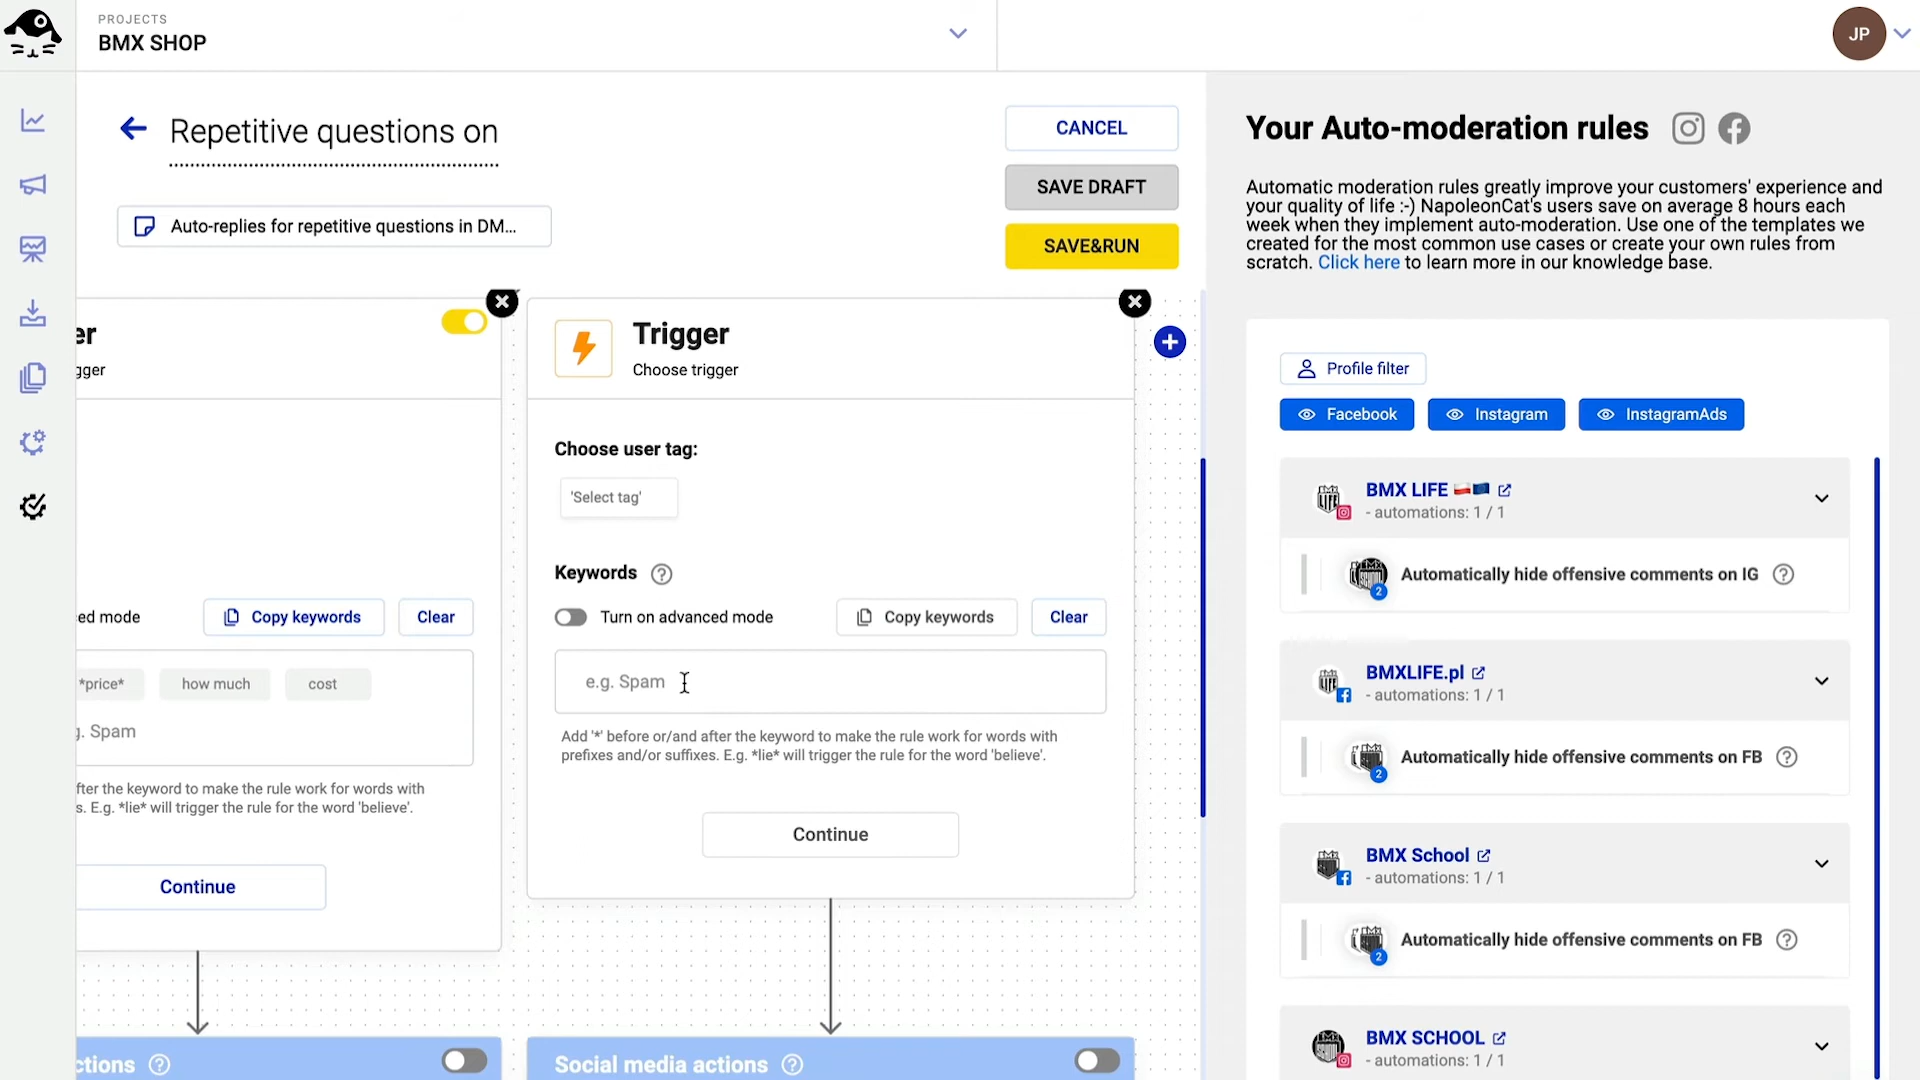 PROJECTS
BMX SHOP
JP
Repetitive questions on
Auto-replies for repetitive questions in DM...
CANCEL
SAVE DRAFT
SAVE&RUN
er
gger
ed mode
Copy keywords
Clear
*price*
how much
cost
g. Spam
fter the keyword to make the rule work for words with
s. E.g. *lie* will trigger the rule for the word 'believe'.
Continue
ctions ?
Trigger
Choose trigger
Choose user tag:
'Select tag'
Keywords ?
Turn on advanced mode
Copy keywords
Clear
e.g. Spam
Add '*' before or/and after the keyword to make the rule work for words with
prefixes and/or suffixes. E.g. *lie* will trigger the rule for the word 'believe'.
Continue
Social media actions ?
Your Auto-moderation rules
Automatic moderation rules greatly improve your customers' experience and
your quality of life :-) NapoleonCat's users save on average 8 hours each
week when they implement auto-moderation. Use one of the templates we
created for the most common use cases or create your own rules from
scratch. Click here to learn more in our knowledge base.
Profile filter
Facebook
Instagram
InstagramAds
BMX LIFE
- automations: 1 / 1
2
Automatically hide offensive comments on IG ?
BMXLIFE.pl
- automations: 1 / 1
2
Automatically hide offensive comments on FB ?
BMX School
- automations: 1 / 1
2
Automatically hide offensive comments on FB ?
BMX SCHOOL
- automations: 1 / 1